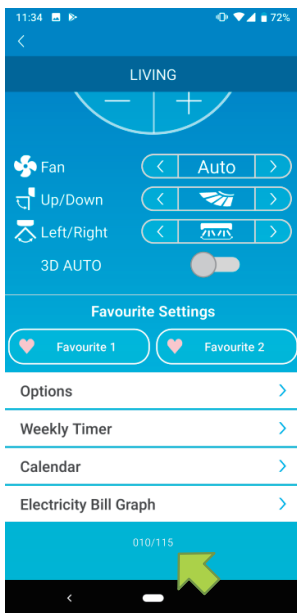 11:34 72%
LIVING
Fan Auto
Up/Down
Left/Right
3D AUTO
Favourite Settings
Favourite 1 Favourite 2
Options
Weekly Timer
Calendar
Electricity Bill Graph
010/115